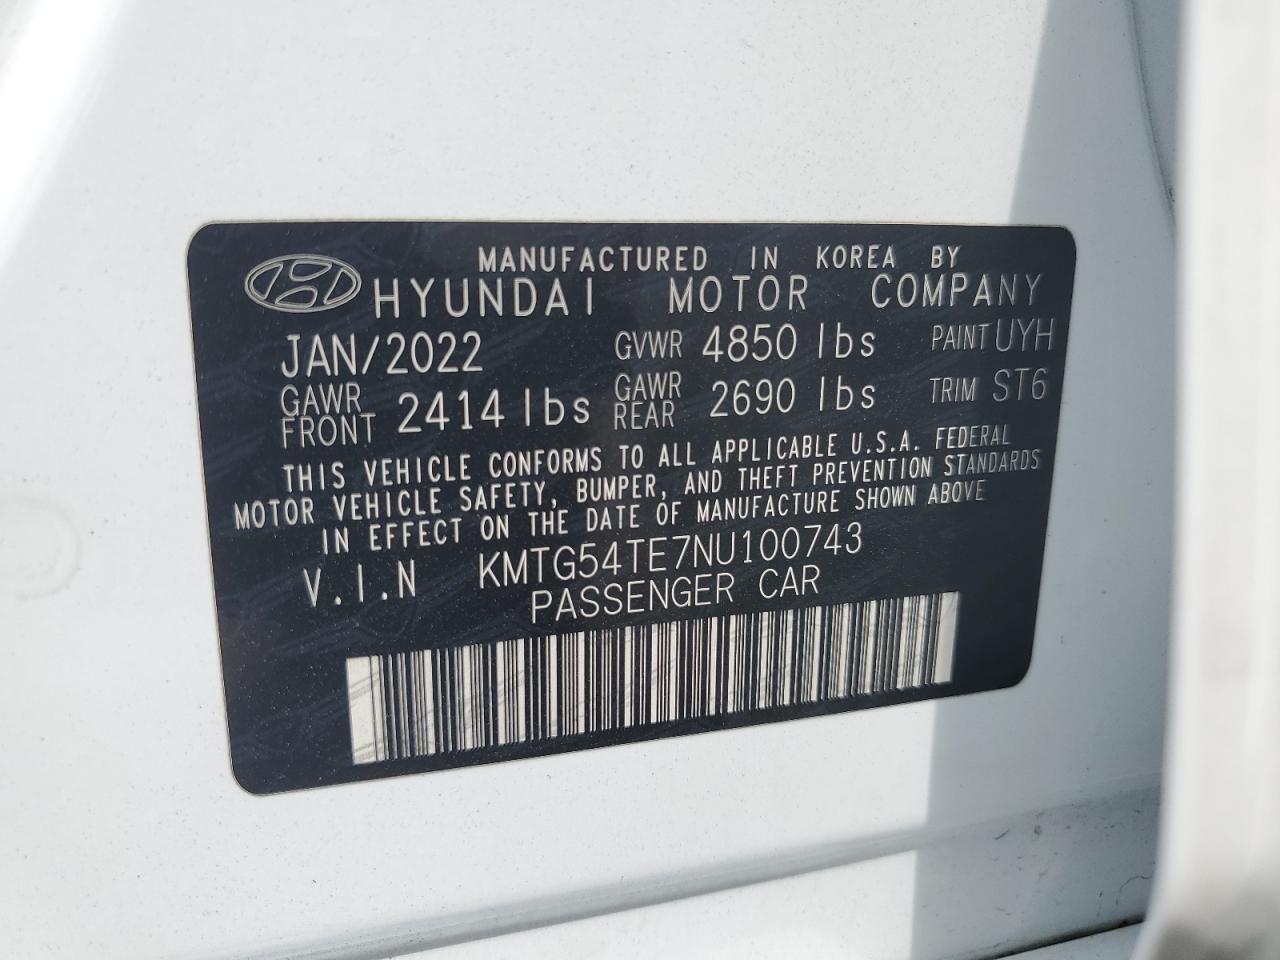 MANUFACTURED IN KOREA BY
HYUNDAI MOTOR COMPANY
JAN/2022 GVWR 4850 lbs PAINT UYH
GAWR FRONT 2414 lbs GAWR REAR 2690 lbs TRIM ST6
THIS VEHICLE CONFORMS TO ALL APPLICABLE U.S.A. FEDERAL
MOTOR VEHICLE SAFETY, BUMPER, AND THEFT PREVENTION STANDARDS
IN EFFECT ON THE DATE OF MANUFACTURE SHOWN ABOVE
V.I.N KMTG54TE7NU100743
PASSENGER CAR